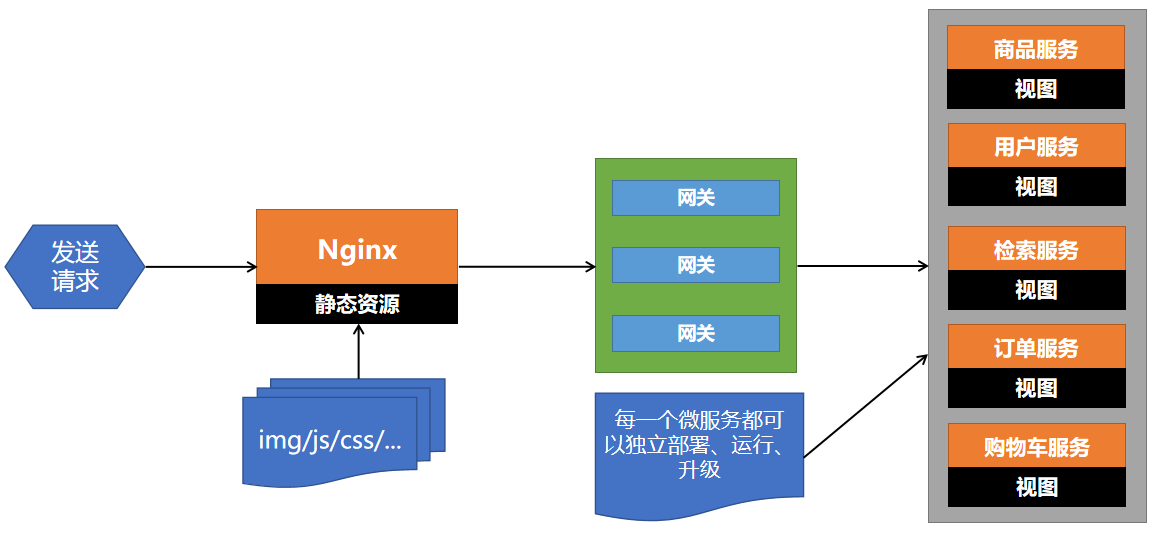 发送
请求
Nginx
静态资源
img/js/css/...
网关
网关
网关
每一个微服务都可
以独立部署、运行、
升级
商品服务
视图
用户服务
视图
检索服务
视图
订单服务
视图
购物车服务
视图